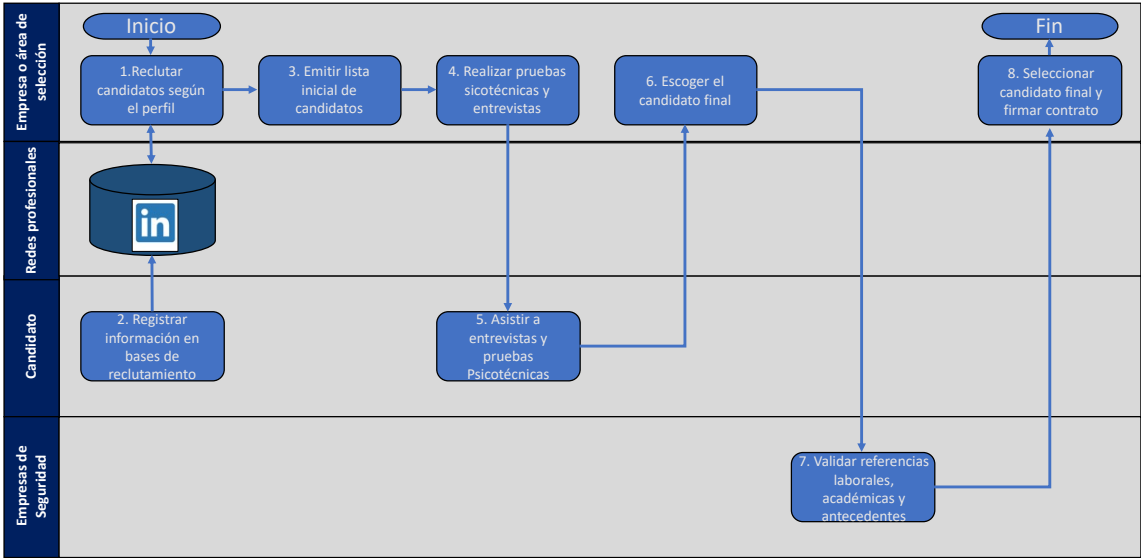 Empresa o área de
selección
Inicio
Fin
1.Reclutar
candidatos según
el perfil
3. Emitir lista
inicial de
candidatos
4. Realizar pruebas
sicotécnicas y
entrevistas
6. Escoger el
candidato final
8. Seleccionar
candidato final y
firmar contrato
Redes profesionales
in
Candidato
2. Registrar
información en
bases de
reclutamiento
5. Asistir a
entrevistas y
pruebas
Psicotécnicas
Empresas de
Seguridad
7. Validar referencias
laborales,
académicas y
antecedentes